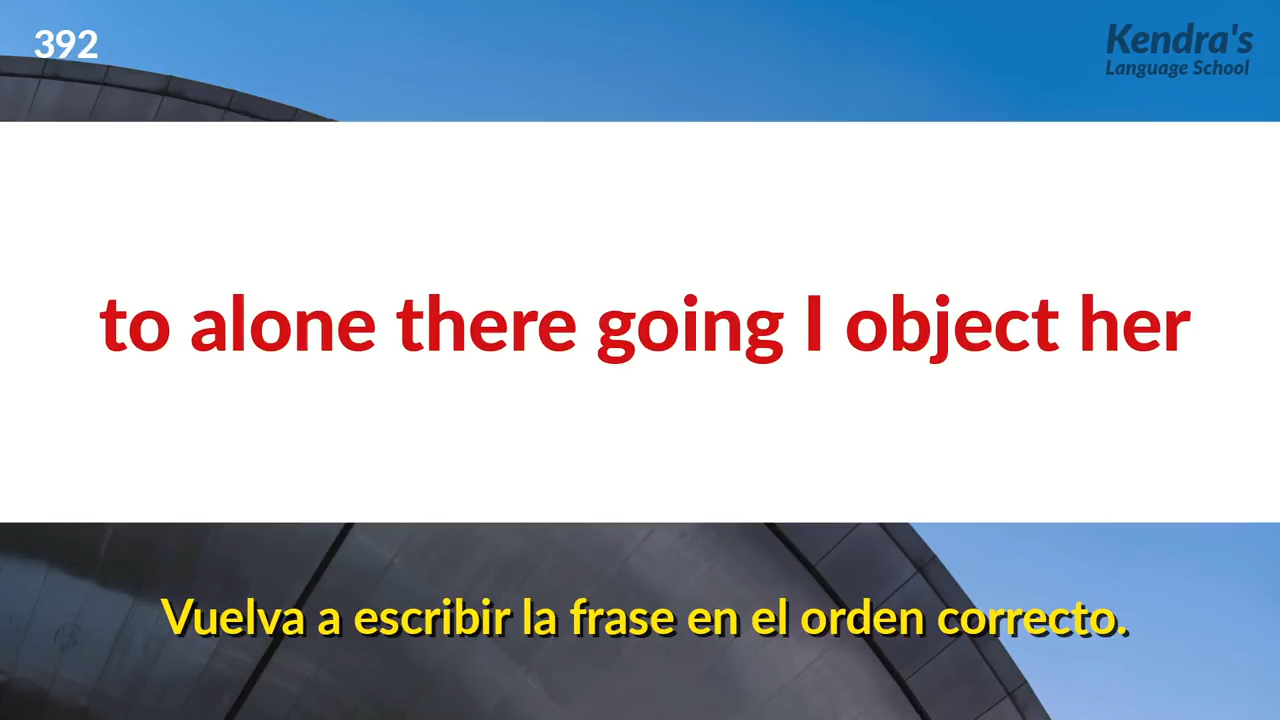 392
Kendra's
Language School
to alone there going I object her
Vuelva a escribir la frase en el orden correcto.